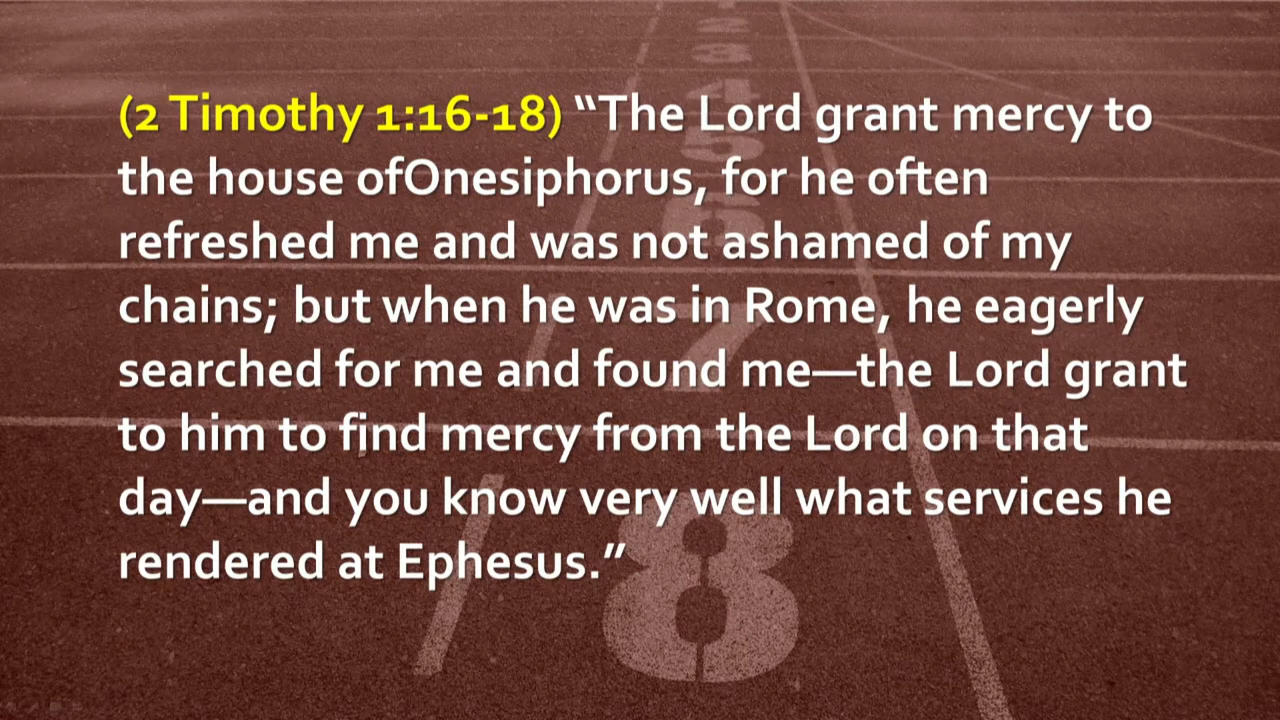 (2 Timothy 1:16-18) “The Lord grant mercy to
the house ofOnesiphorus, for he often
refreshed me and was not ashamed of my
chains; but when he was in Rome, he eagerly
searched for me and found me—the Lord grant
to him to find mercy from the Lord on that
day—and you know very well what services he
rendered at Ephesus.”
7
8